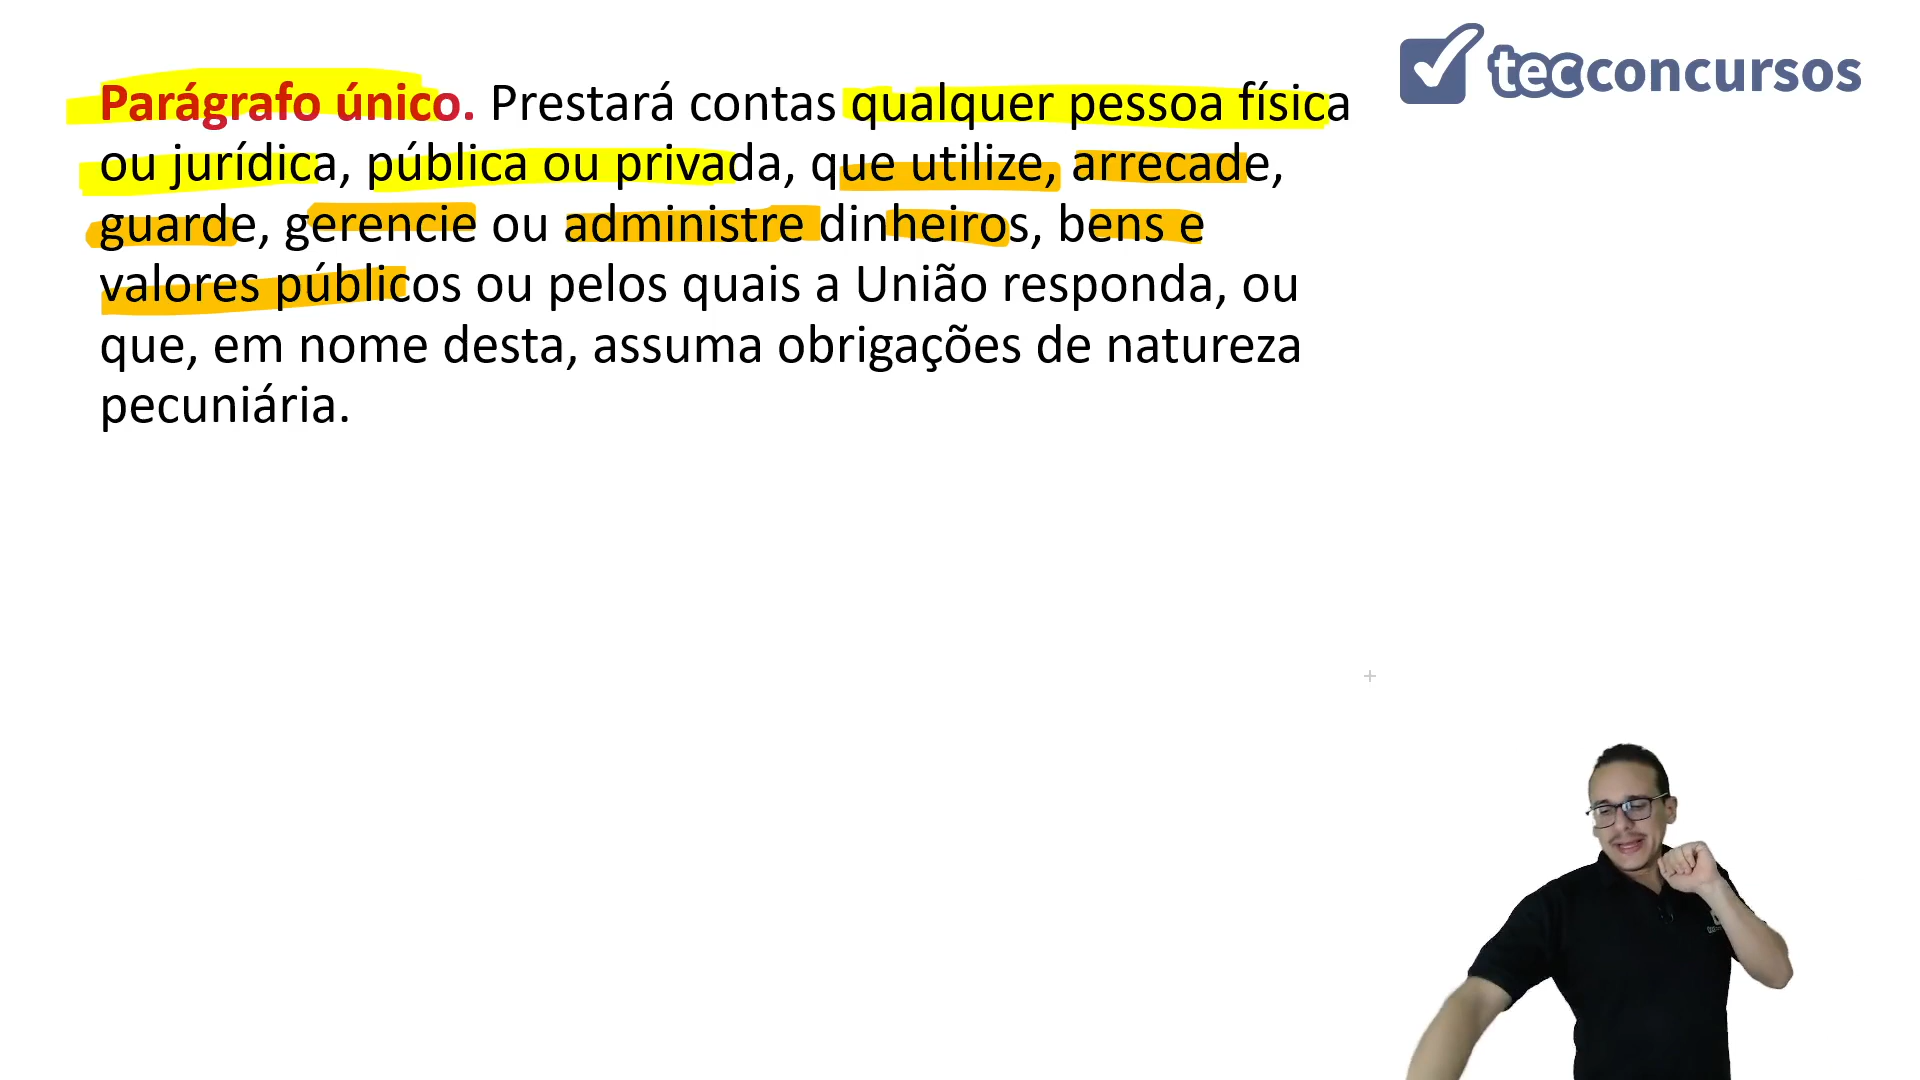 tecconcursos
Parágrafo único. Prestará contas qualquer pessoa física
ou jurídica, pública ou privada, que utilize, arrecade,
guarde, gerencie ou administre dinheiros, bens e
valores públicos ou pelos quais a União responda, ou
que, em nome desta, assuma obrigações de natureza
pecuniária.